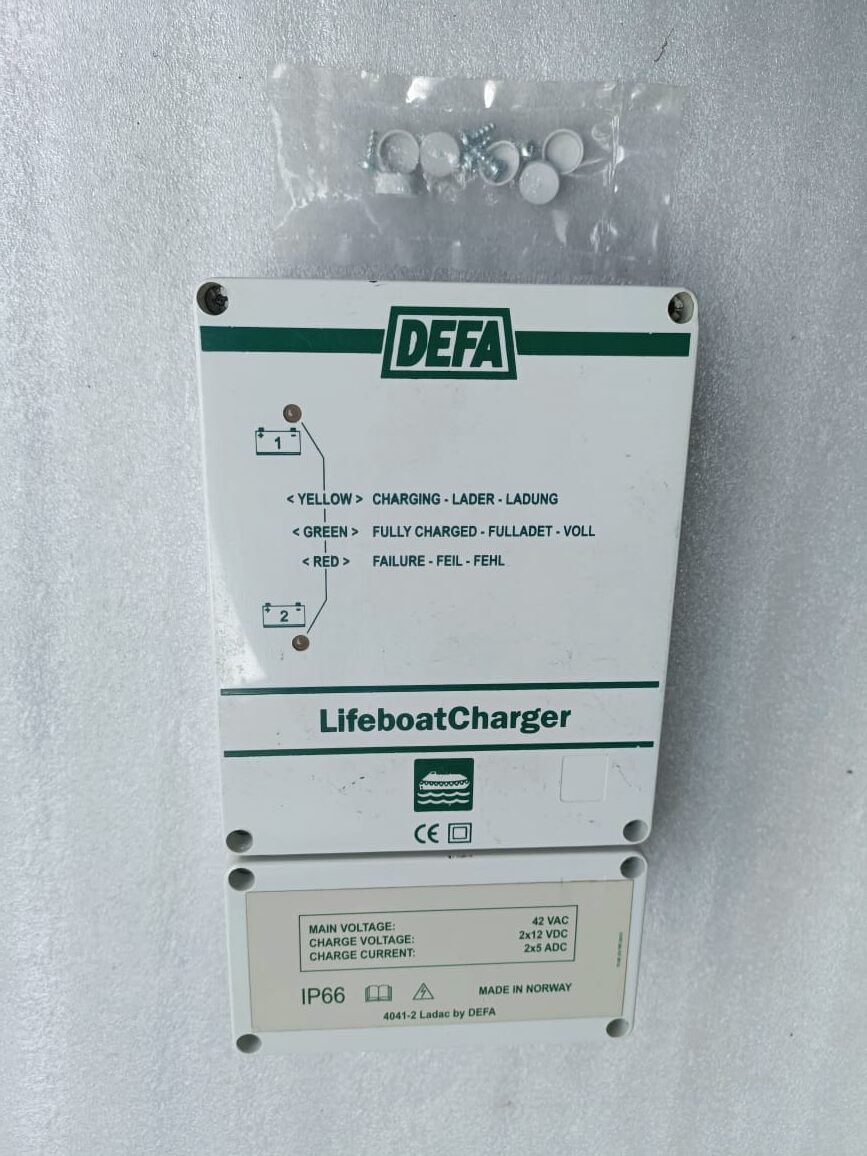 DEFA
+ -
1
< YELLOW > CHARGING - LADER - LADUNG
< GREEN > FULLY CHARGED - FULLADET - VOLL
< RED > FAILURE - FEIL - FEHL
+ -
2
LifeboatCharger
CE
MAIN VOLTAGE: 42 VAC
CHARGE VOLTAGE: 2x12 VDC
CHARGE CURRENT: 2x5 ADC
IP66 MADE IN NORWAY
4041-2 Ladac by DEFA